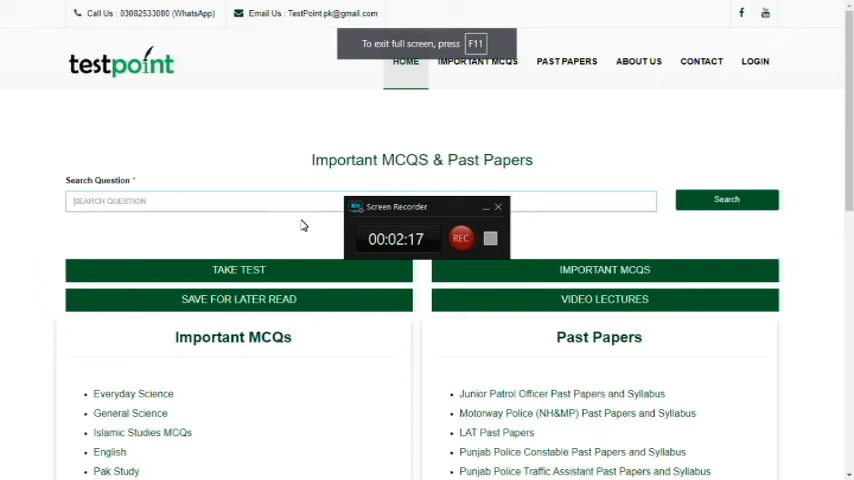 Call Us : 03082533000 (WhatsApp) Email Us : TestPoint.pk@gmail.com
To exit full screen, press F11
testpoint
HOME IMPORTANT MCQS PAST PAPERS ABOUT US CONTACT LOGIN
Important MCQS & Past Papers
Search Question *
SEARCH QUESTION
Search
Screen Recorder
00:02:17 REC
TAKE TEST IMPORTANT MCQS
SAVE FOR LATER READ VIDEO LECTURES
Important MCQs
Everyday Science
General Science
Islamic Studies MCQs
English
Pak Study
Past Papers
Junior Patrol Officer Past Papers and Syllabus
Motorway Police (NH&MP) Past Papers and Syllabus
LAT Past Papers
Punjab Police Constable Past Papers and Syllabus
Punjab Police Traffic Assistant Past Papers and Syllabus